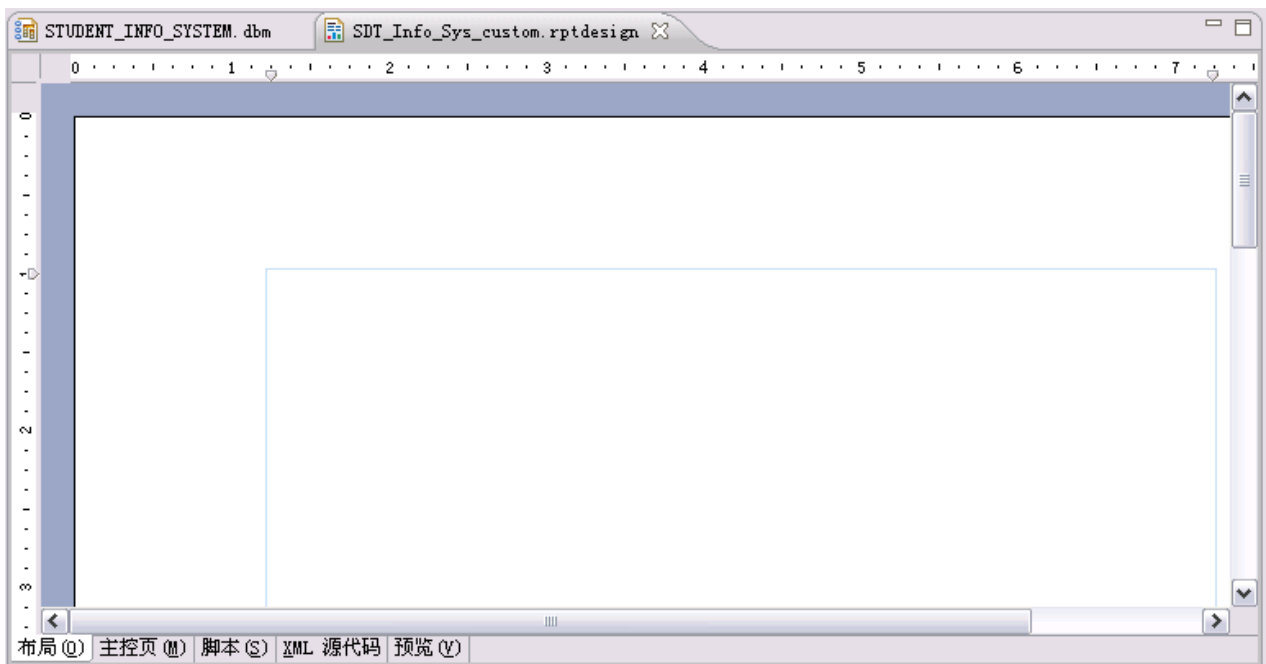 STUDENT_INFO_SYSTEM.dbm SDT_Info_Sys_custom.rptdesign
0 1 2 3 4 5 6 7
0
1
2
3
布局(O) 主控页(M) 脚本(S) XML 源代码 预览(V)